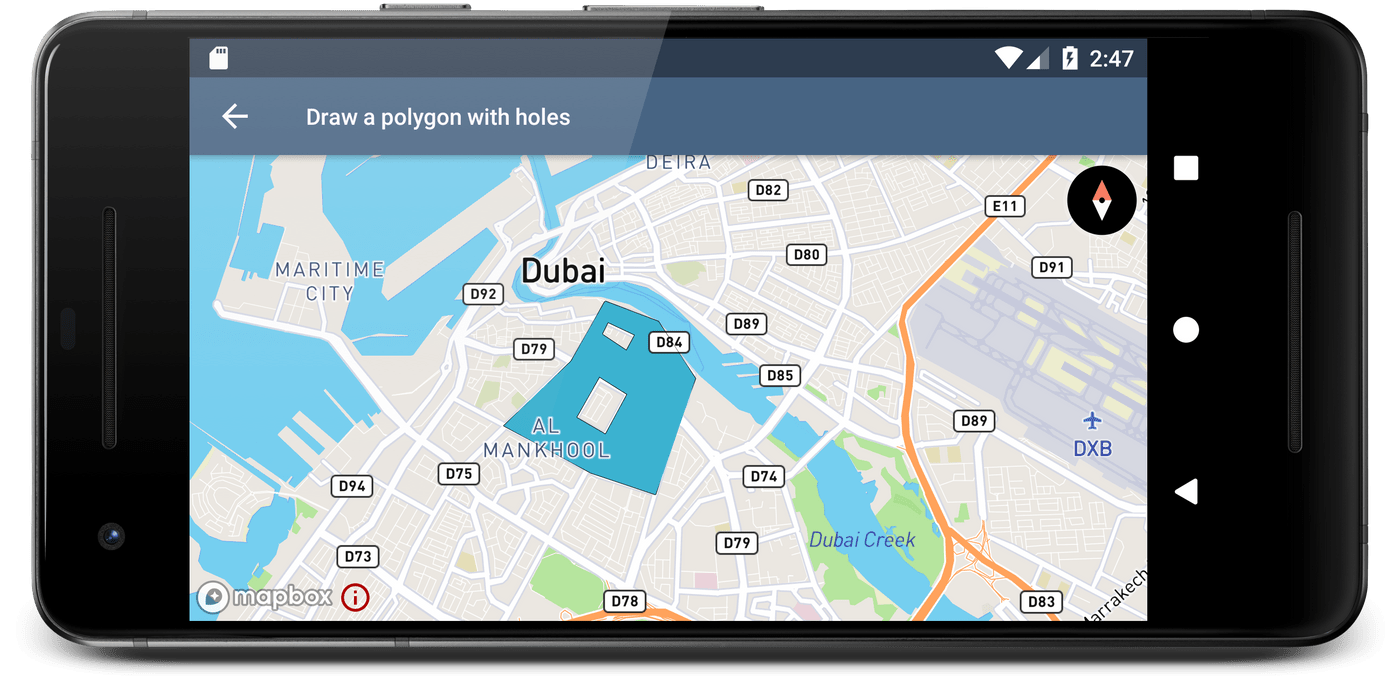 2:47
Draw a polygon with holes
DEIRA
D82
E11
D80
D91
MARITIME
CITY
Dubai
D92
D89
D84
D79
D85
AL
MANKHOOL
D89
DXB
D75
D74
D94
Dubai Creek
D79
D73
mapbox
i
D78
D83
Marrakech